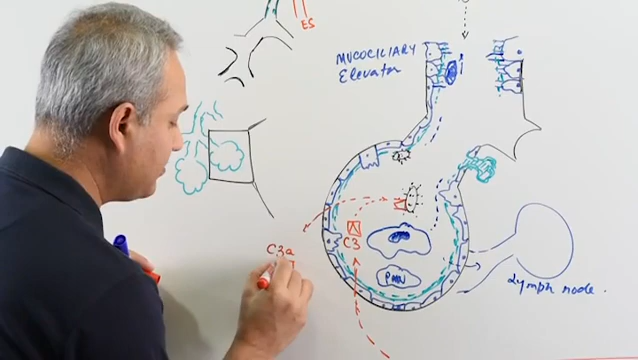 ES
MUCOCILIARY
Elevator
C3
C3a
PMN
Lymph node.